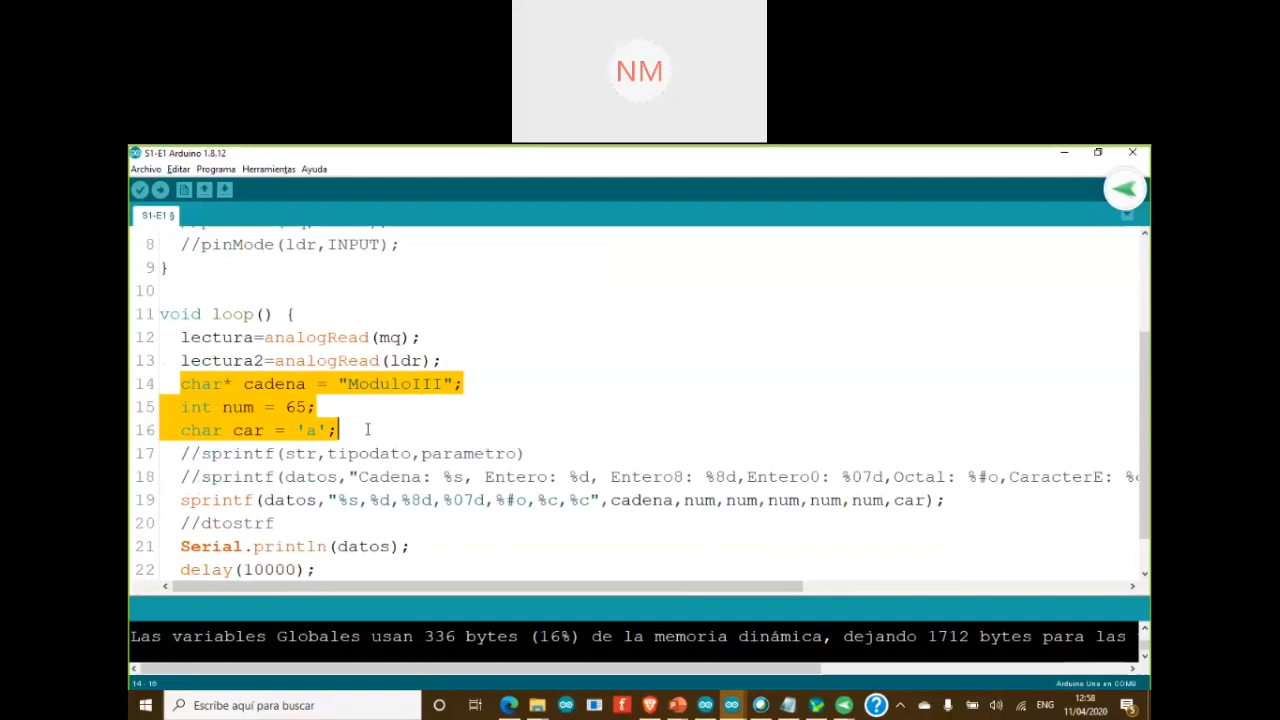 NM
S1-E1 Arduino 1.8.12
Archivo Editar Programa Herramientas Ayuda
S1-E1 §
8 //pinMode(ldr,INPUT);
9 }
10
11 void loop() {
12 lectura=analogRead(mq);
13 lectura2=analogRead(ldr);
14 char* cadena = "ModuloIII";
15 int num = 65;
16 char car = 'a';
17 //sprintf(str,tipodato,parametro)
18 //sprintf(datos,"Cadena: %s, Entero: %d, Entero8: %8d,Entero0: %07d,Octal: %#o,CaracterE: %
19 sprintf(datos,"%s,%d,%8d,%07d,%#o,%c,%c",cadena,num,num,num,num,num,car);
20 //dtostrf
21 Serial.println(datos);
22 delay(10000);
Las variables Globales usan 336 bytes (16%) de la memoria dinámica, dejando 1712 bytes para las
14 - 16
Arduino Uno en COM8
Escribe aquí para buscar
ENG
12:58
11/04/2020